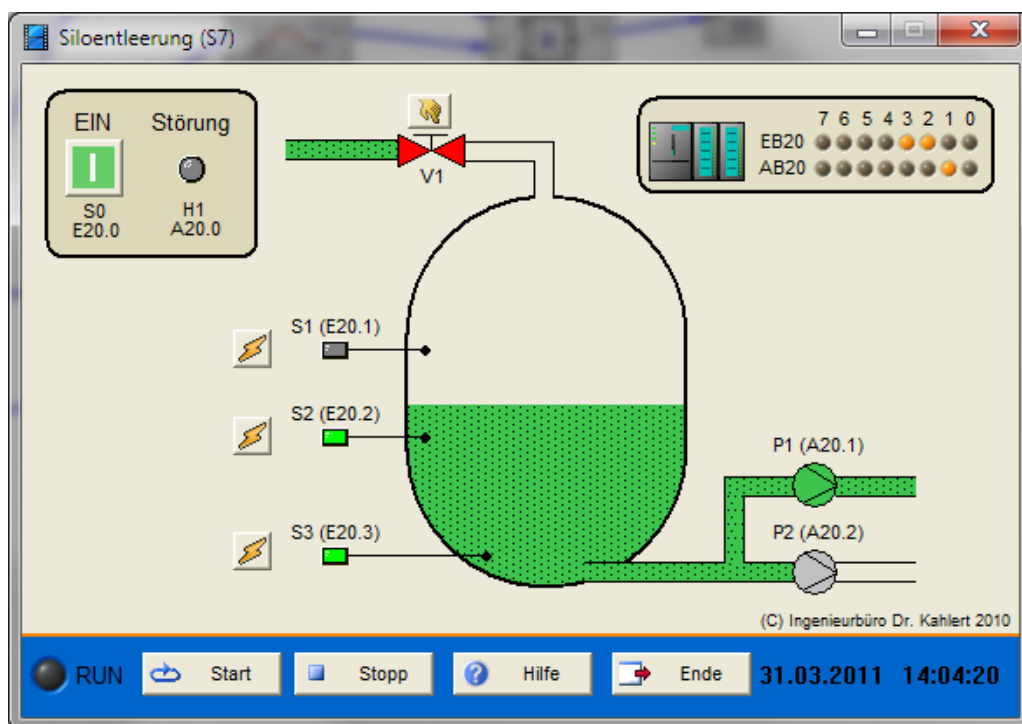 Siloentleerung (S7)
EIN Störung
S0 H1
E20.0 A20.0
V1
7 6 5 4 3 2 1 0
EB20
AB20
S1 (E20.1)
S2 (E20.2)
S3 (E20.3)
P1 (A20.1)
P2 (A20.2)
(C) Ingenieurbüro Dr. Kahlert 2010
RUN Start Stopp Hilfe Ende 31.03.2011 14:04:20